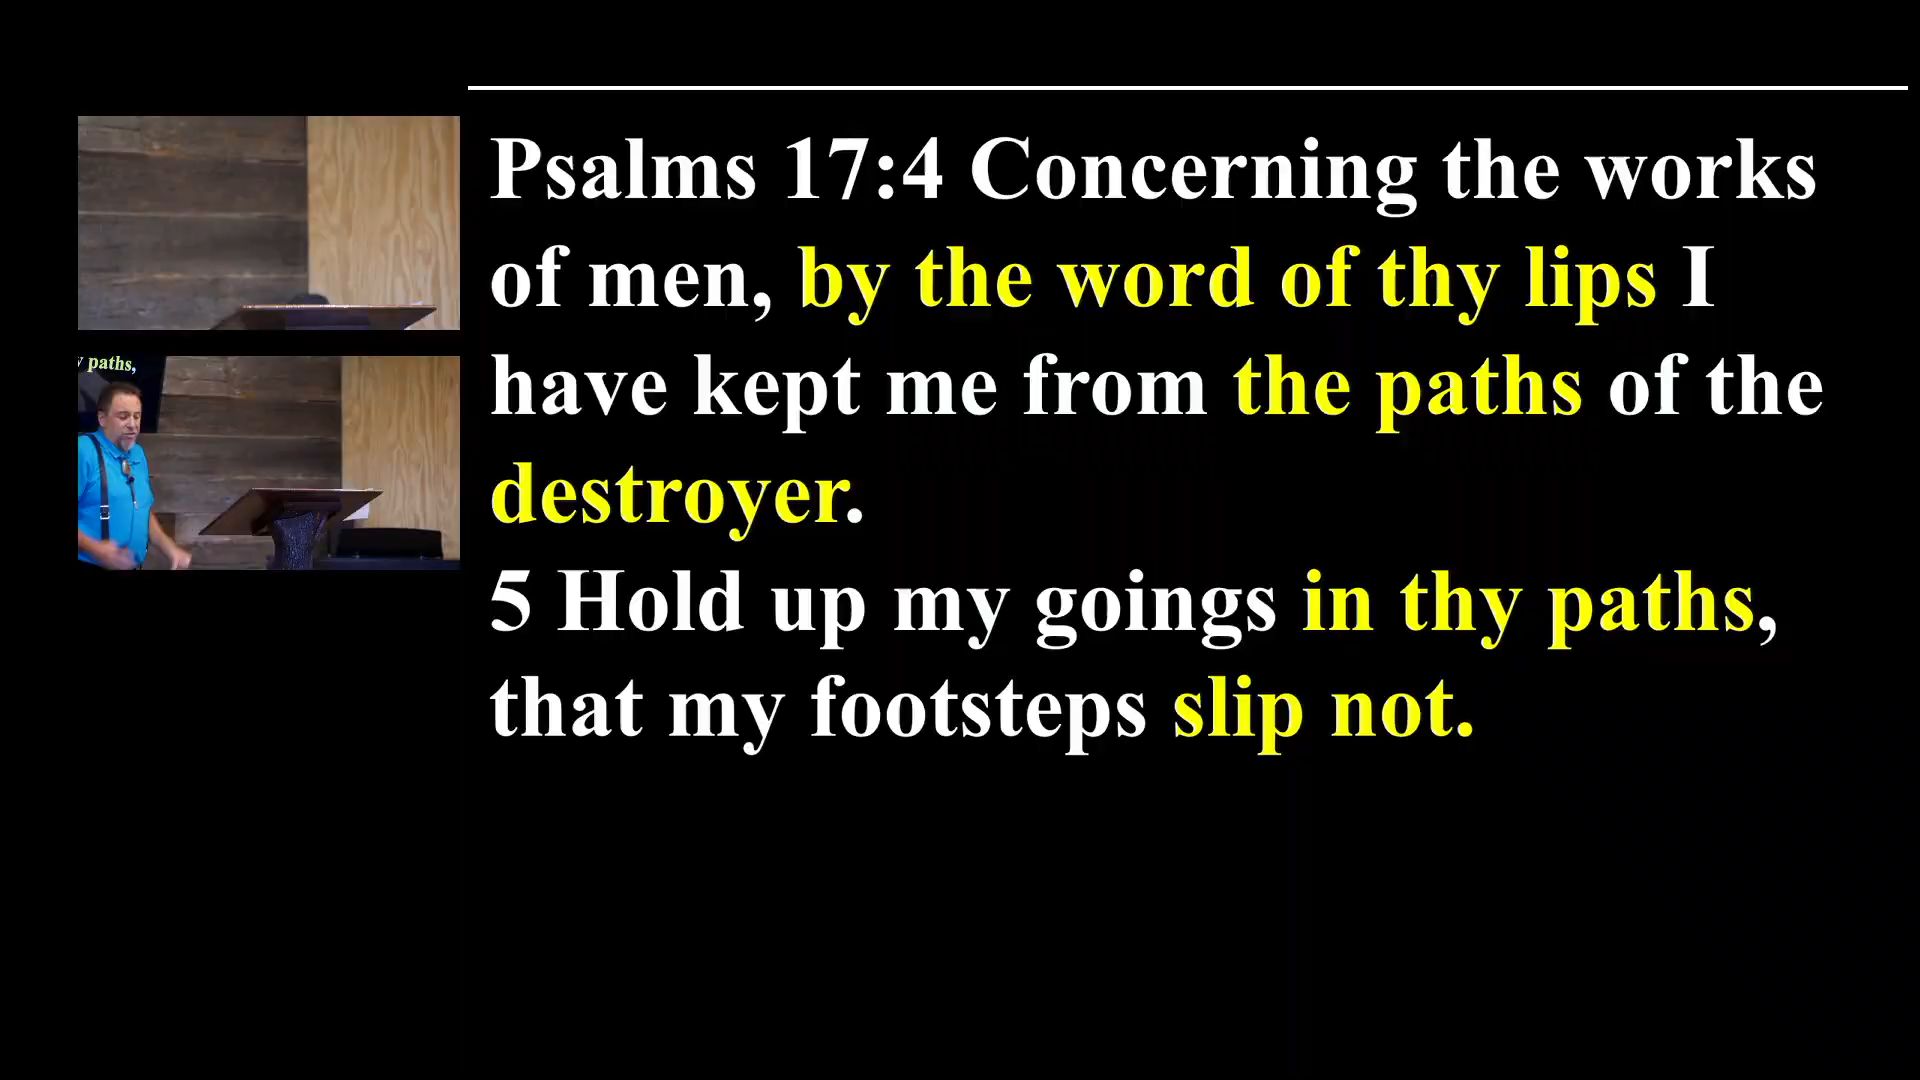 Psalms 17:4 Concerning the works
of men, by the word of thy lips I
have kept me from the paths of the
destroyer.
5 Hold up my goings in thy paths,
that my footsteps slip not.
y paths,